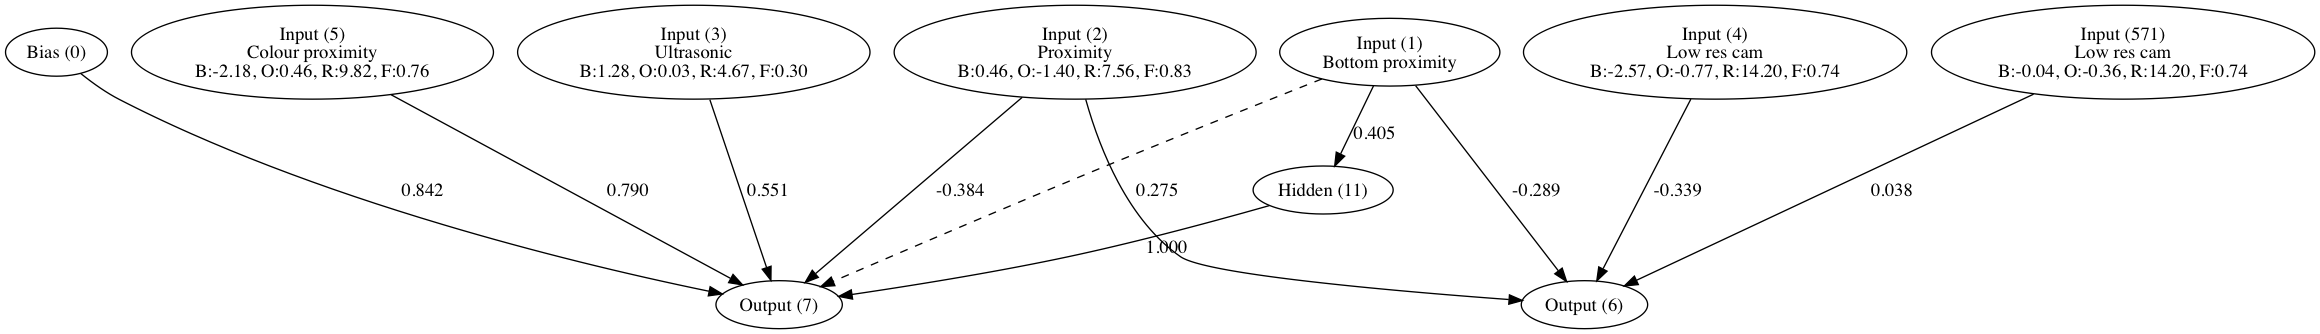 Bias (0)
Input (5)
Colour proximity
B:-2.18, O:0.46, R:9.82, F:0.76
Input (3)
Ultrasonic
B:1.28, O:0.03, R:4.67, F:0.30
Input (2)
Proximity
B:0.46, O:-1.40, R:7.56, F:0.83
Input (1)
Bottom proximity
Input (4)
Low res cam
B:-2.57, O:-0.77, R:14.20, F:0.74
Input (571)
Low res cam
B:-0.04, O:-0.36, R:14.20, F:0.74
0.405
0.842
0.790
0.551
-0.384
0.275
Hidden (11)
-0.289
-0.339
0.038
1.000
Output (7)
Output (6)